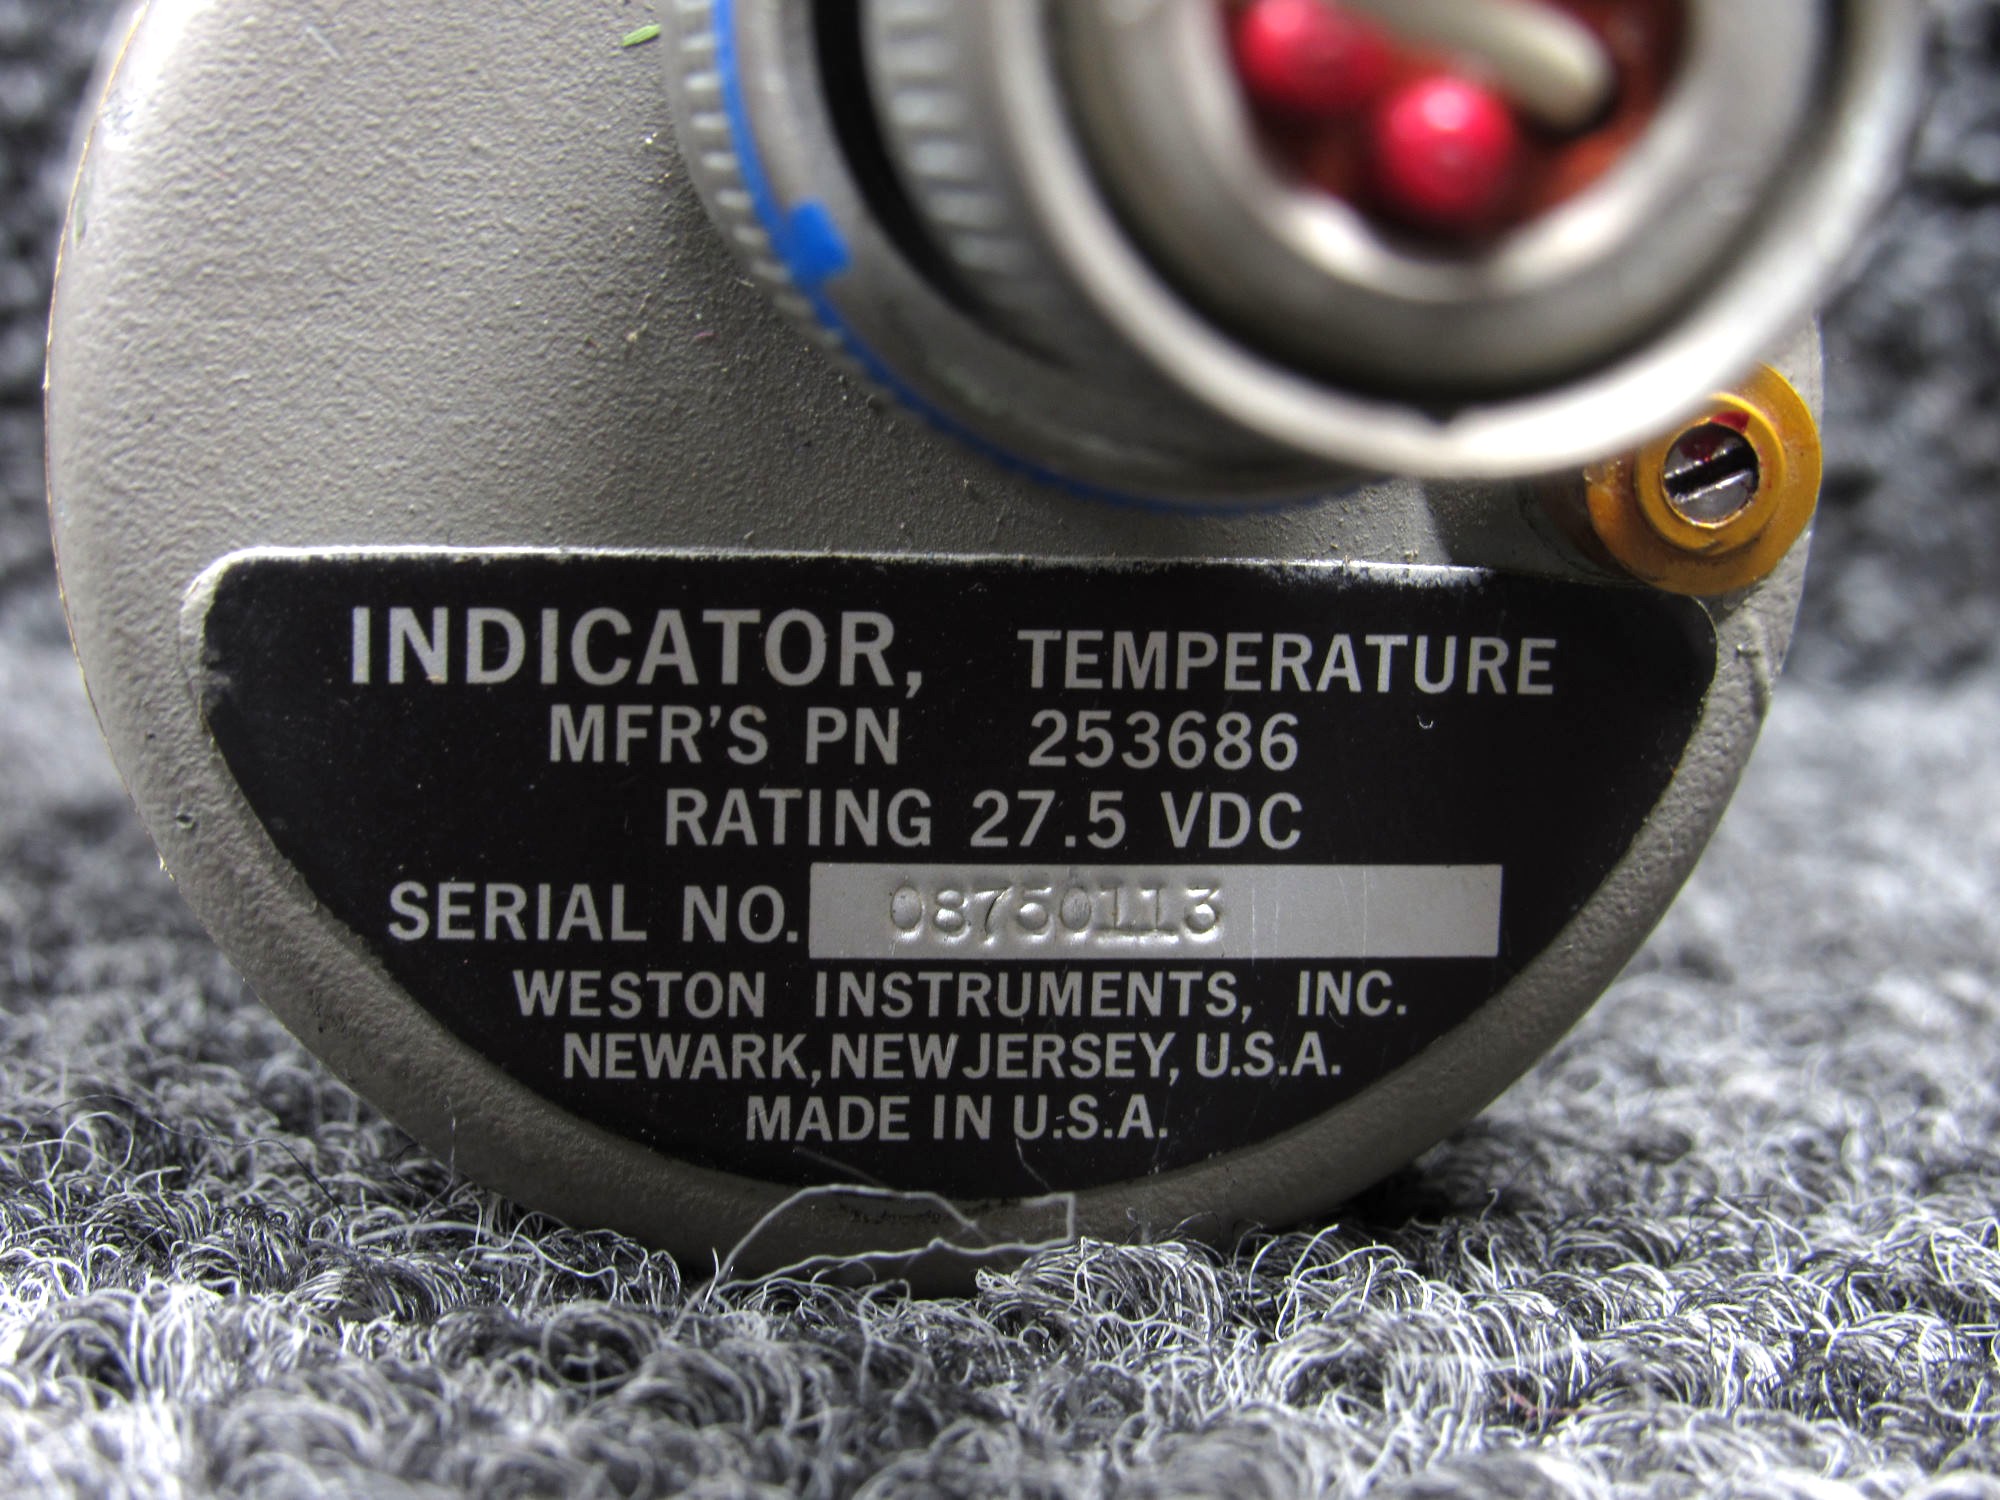 INDICATOR, TEMPERATURE
MFR'S PN 253686
RATING 27.5 VDC
SERIAL NO. 08750113
WESTON INSTRUMENTS, INC.
NEWARK, NEW JERSEY, U.S.A.
MADE IN U.S.A.